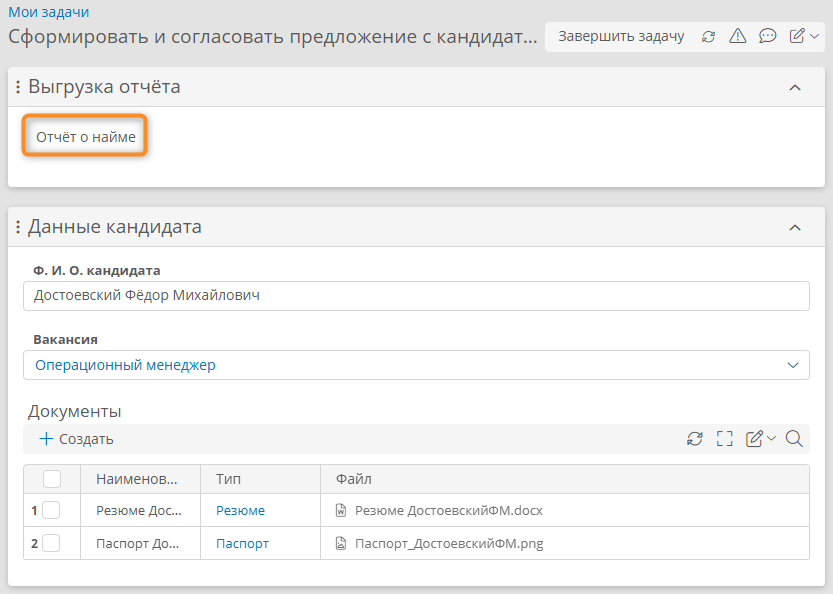 Мои задачи
Сформировать и согласовать предложение с кандидат... Завершить задачу
Выгрузка отчёта
Отчёт о найме
Данные кандидата
Ф. И. О. кандидата
Достоевский Фёдор Михайлович
Вакансия
Операционный менеджер
Документы
+ Создать
Наименов... Тип Файл
1 Резюме Дос... Резюме Резюме ДостоевскийФМ.docx
2 Паспорт До... Паспорт Паспорт_ДостоевскийФМ.png